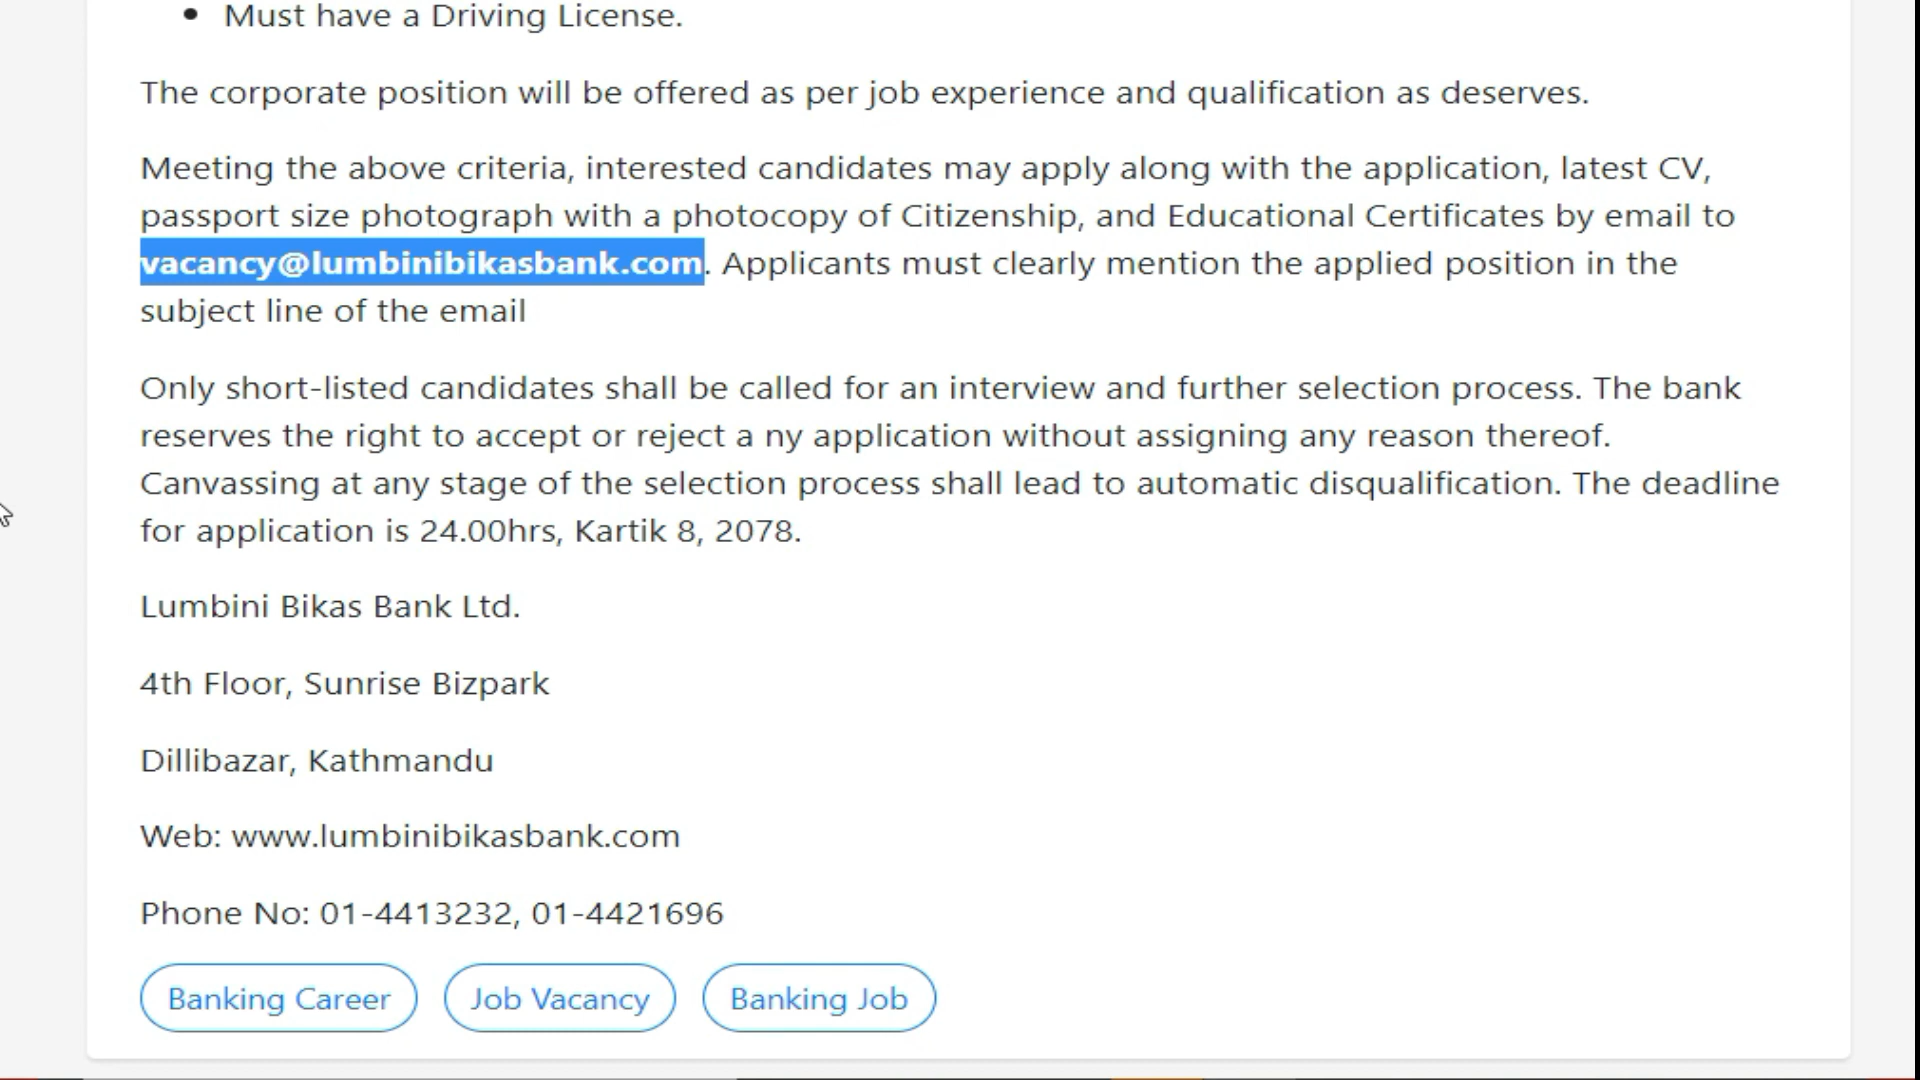 • Must have a Driving License.
The corporate position will be offered as per job experience and qualification as deserves.
Meeting the above criteria, interested candidates may apply along with the application, latest CV,
passport size photograph with a photocopy of Citizenship, and Educational Certificates by email to
vacancy@lumbinibikasbank.com. Applicants must clearly mention the applied position in the
subject line of the email
Only short-listed candidates shall be called for an interview and further selection process. The bank
reserves the right to accept or reject a ny application without assigning any reason thereof.
Canvassing at any stage of the selection process shall lead to automatic disqualification. The deadline
for application is 24.00hrs, Kartik 8, 2078.
Lumbini Bikas Bank Ltd.
4th Floor, Sunrise Bizpark
Dillibazar, Kathmandu
Web: www.lumbinibikasbank.com
Phone No: 01-4413232, 01-4421696
Banking Career Job Vacancy Banking Job